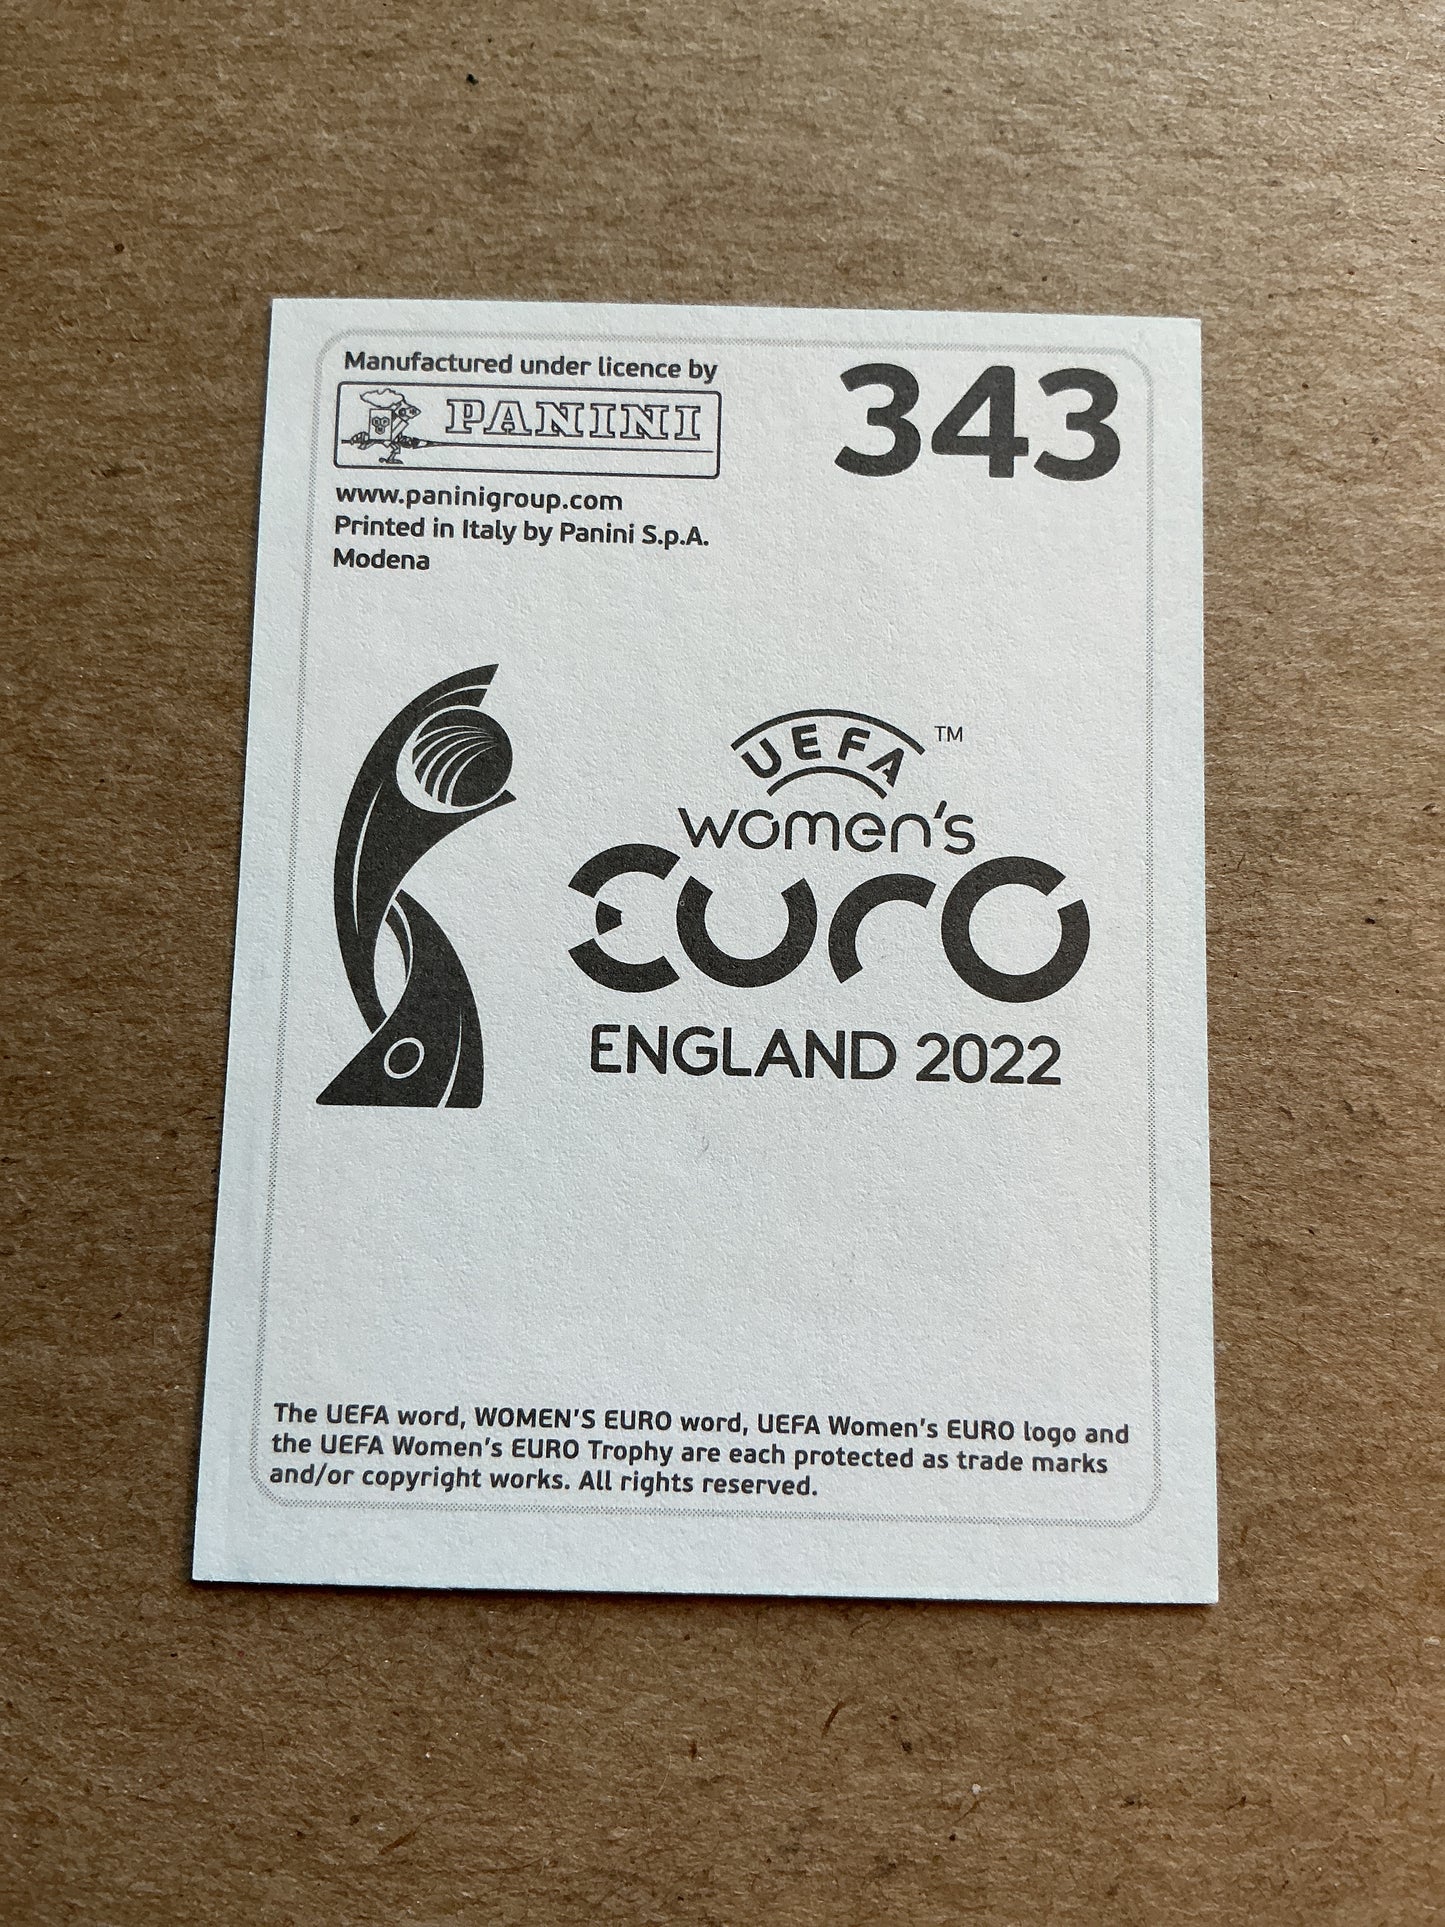 Manufactured under licence by
PANINI
343
www.paninigroup.com
Printed in Italy by Panini S.p.A.
Modena
UEFA TM
women's
EURO
ENGLAND 2022
The UEFA word, WOMEN'S EURO word, UEFA Women's EURO logo and
the UEFA Women's EURO Trophy are each protected as trade marks
and/or copyright works. All rights reserved.